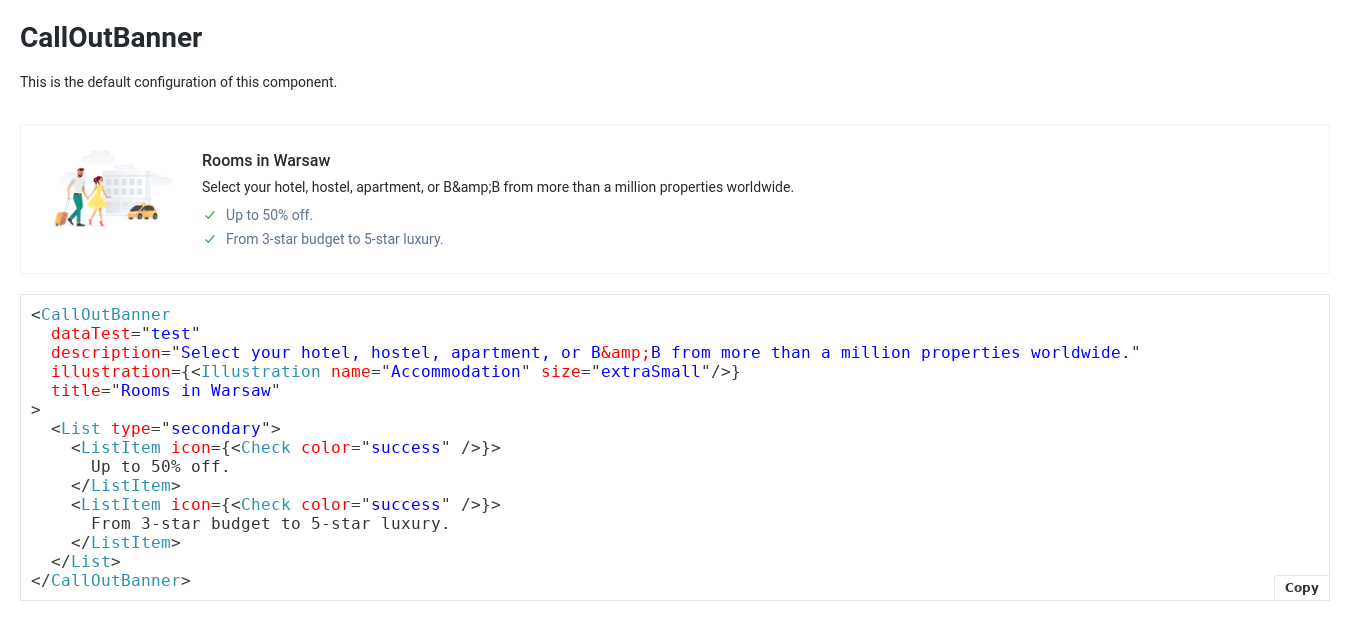 CallOutBanner
This is the default configuration of this component.
Rooms in Warsaw
Select your hotel, hostel, apartment, or B&amp;B from more than a million properties worldwide.
Up to 50% off.
From 3-star budget to 5-star luxury.
<CallOutBanner
  dataTest="test"
  description="Select your hotel, hostel, apartment, or B&amp;B from more than a million properties worldwide."
  illustration={<Illustration name="Accommodation" size="extraSmall"/>}
  title="Rooms in Warsaw"
>
  <List type="secondary">
    <ListItem icon={<Check color="success" />}>
      Up to 50% off.
    </ListItem>
    <ListItem icon={<Check color="success" />}>
      From 3-star budget to 5-star luxury.
    </ListItem>
  </List>
</CallOutBanner>
Copy